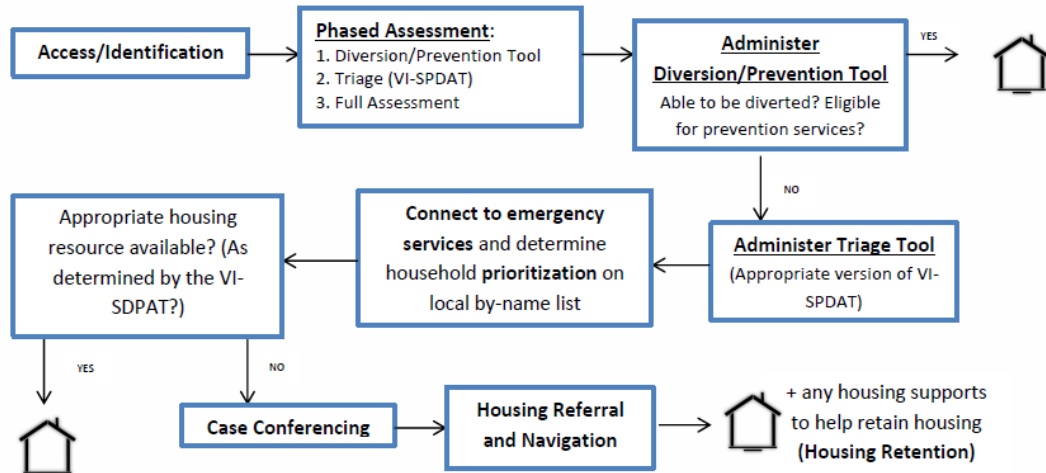 Access/Identification
Phased Assessment:
1. Diversion/Prevention Tool
2. Triage (VI-SPDAT)
3. Full Assessment
Administer
Diversion/Prevention Tool
Able to be diverted? Eligible
for prevention services?
YES
NO
Administer Triage Tool
(Appropriate version of VI-
SPDAT)
Connect to emergency
services and determine
household prioritization on
local by-name list
Appropriate housing
resource available? (As
determined by the VI-
SDPAT?)
YES
NO
Case Conferencing
Housing Referral
and Navigation
+ any housing supports
to help retain housing
(Housing Retention)